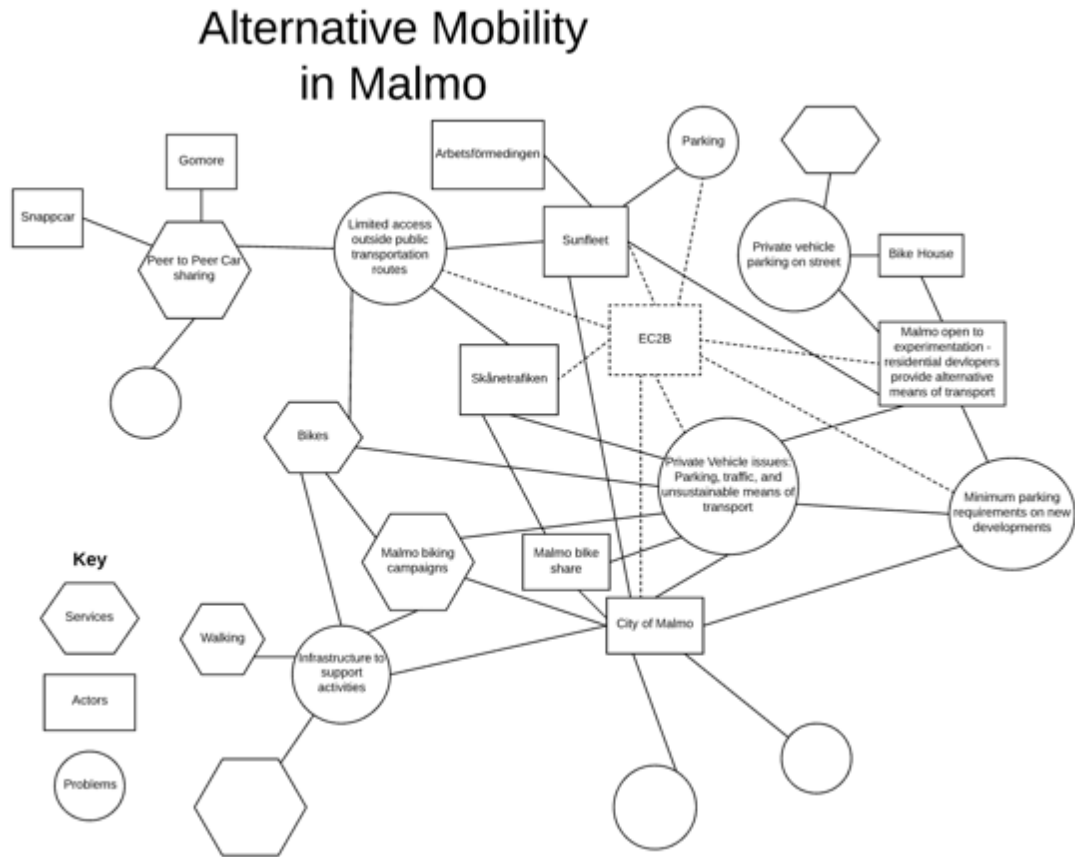 Alternative Mobility
in Malmo
Gomore
Arbetsförmedingen
Parking
Snappcar
Limited access
outside public
transportation
routes
Sunfleet
Private vehicle
parking on street
Bike House
Peer to Peer Car
sharing
EC2B
Malmo open to
experimentation -
residential devlopers
provide alternative
means of transport
Skånetrafiken
Bikes
Private Vehicle issues:
Parking, traffic, and
unsustainable means of
transport
Minimum parking
requirements on new
developments
Malmo biking
campaigns
Malmo bike
share
Key
Services
Walking
City of Malmo
Infrastructure to
support
activities
Actors
Problems